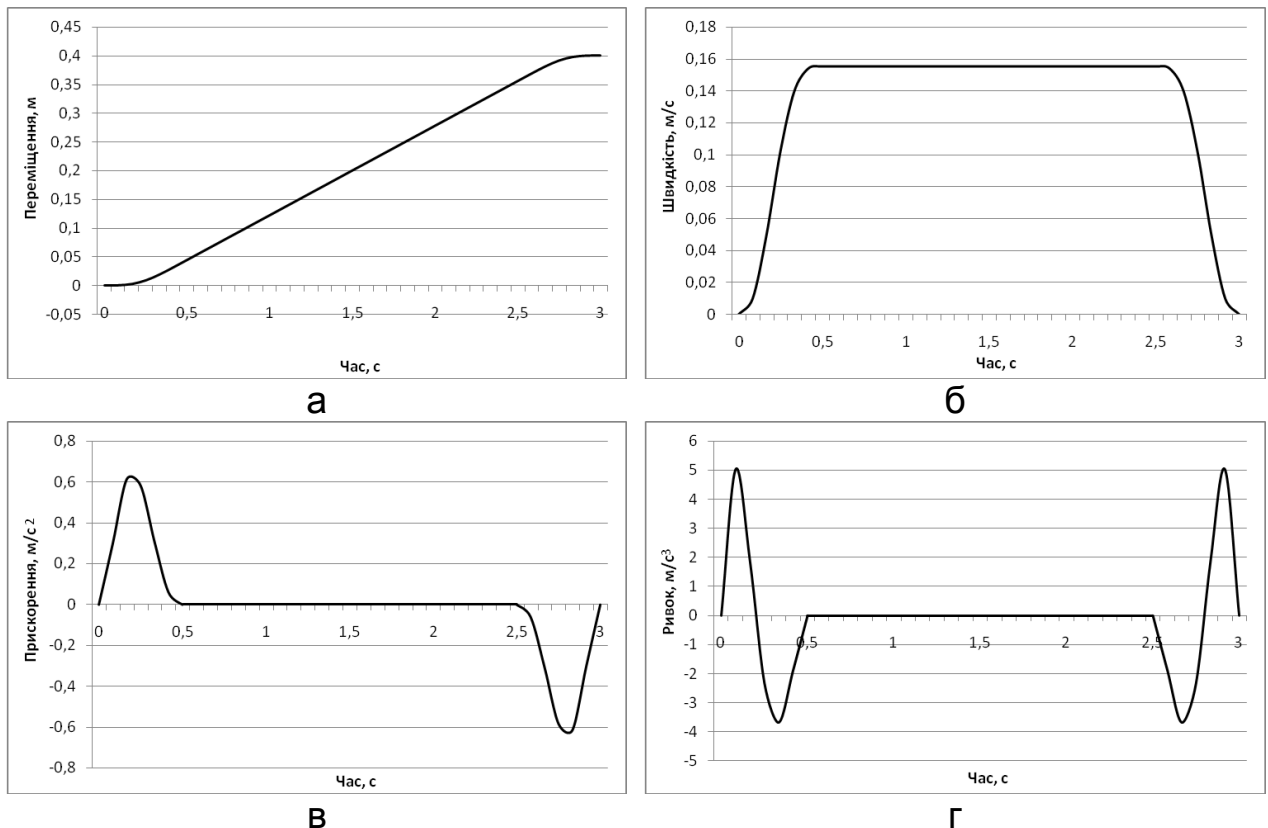 Переміщення, м
0,45
0,4
0,35
0,3
0,25
0,2
0,15
0,1
0,05
0
-0,05
0 0,5 1 1,5 2 2,5 3
Час, с
а
Швидкість, м/с
0,18
0,16
0,14
0,12
0,1
0,08
0,06
0,04
0,02
0
0 0,5 1 1,5 2 2,5 3
Час, с
б
Прискорення, м/с 2
0,8
0,6
0,4
0,2
0
-0,2
-0,4
-0,6
-0,8
0 0,5 1 1,5 2 2,5 3
Час, с
в
Ривок, м/с3
6
5
4
3
2
1
0
-1
-2
-3
-4
-5
0 0,5 1 1,5 2 2,5 3
Час, с
г